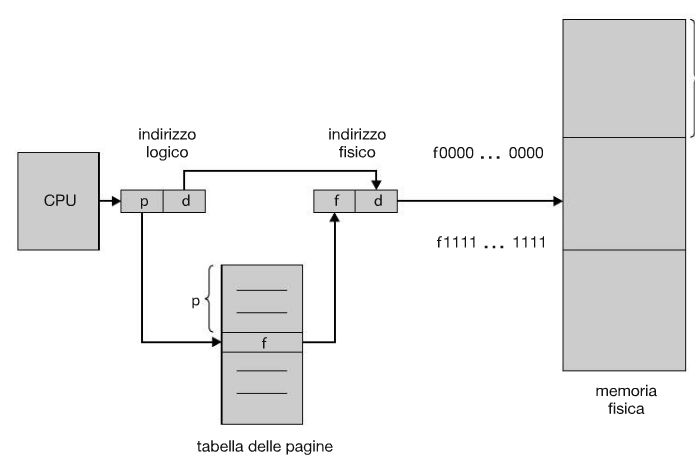 indirizzo
logico
indirizzo
fisico
f0000 ... 0000
CPU
p
d
f
d
f1111 ... 1111
p
f
memoria
fisica
tabella delle pagine